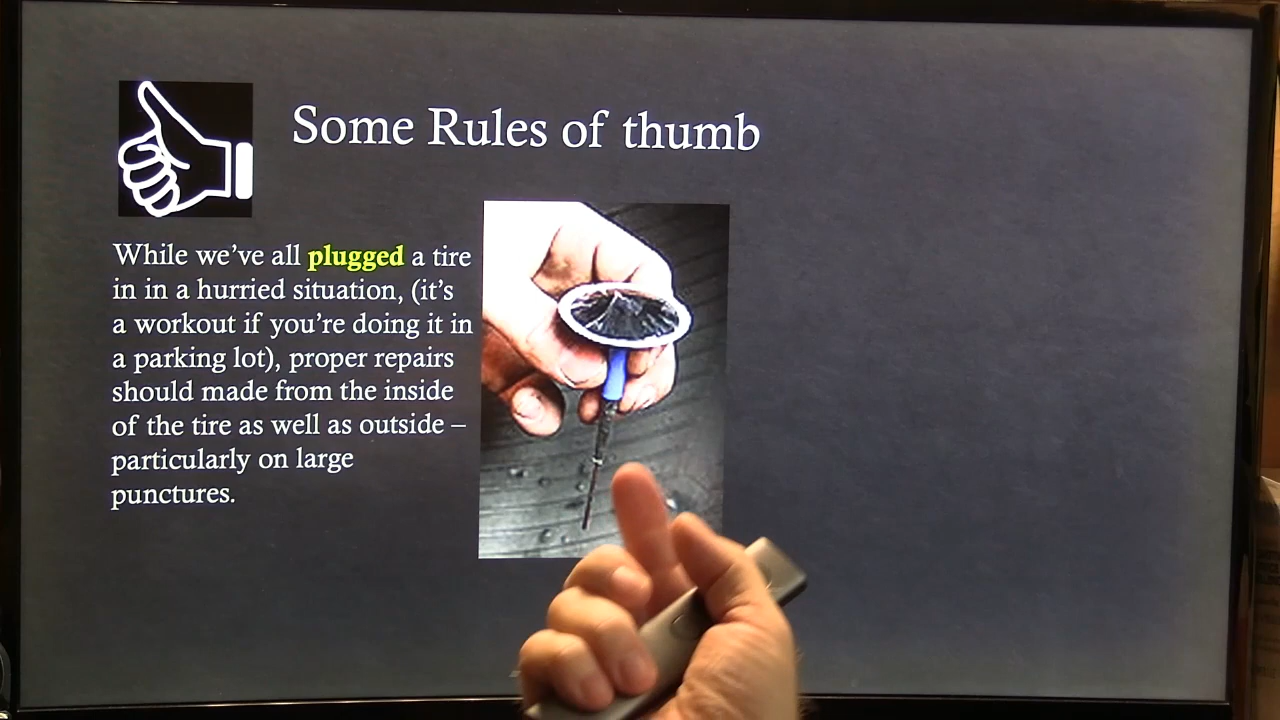 Some Rules of thumb
While we've all plugged a tire
in in a hurried situation, (it's
a workout if you're doing it in
a parking lot), proper repairs
should made from the inside
of the tire as well as outside –
particularly on large
punctures.